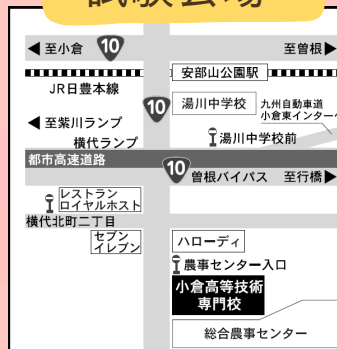 試験会場
至小倉
10
至曽根
安部山公園駅
JR日豊本線
10
湯川中学校
九州自動車道
小倉東インターへ
至紫川ランプ
湯川中学校前
横代ランプ
都市高速道路
10
曽根バイパス 至行橋
レストラン
ロイヤルホスト
横代北町二丁目
セブン
イレブン
ハローディ
農事センター入口
小倉高等技術
専門校
総合農事センター